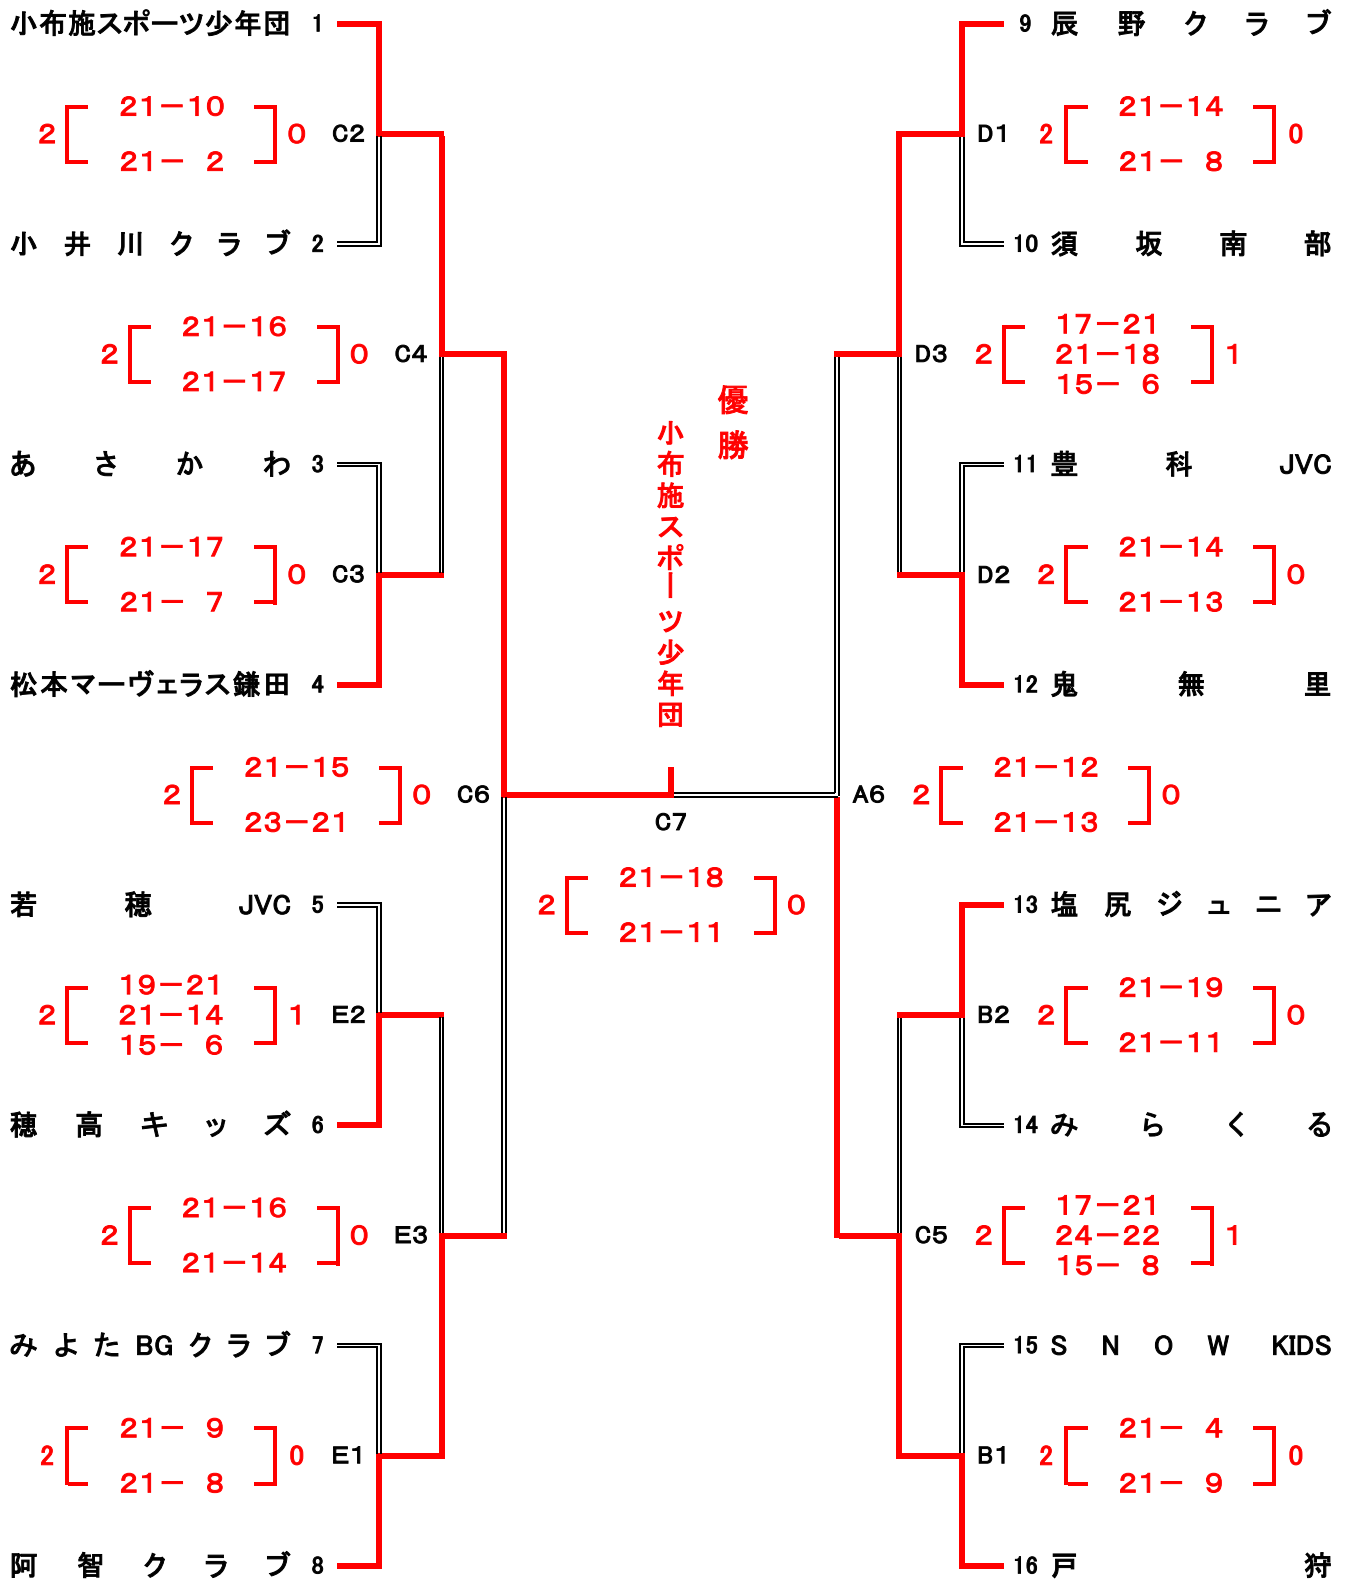 小布施スポーツ少年団 1
2 21－10 0 C2
21－ 2
小井川クラブ 2
2 21－16 0 C4
21－17
あさかわ 3
2 21－17 0 C3
21－ 7
松本マーヴェラス鎌田 4
2 21－15 0 C6
23－21
若穂JVC 5
2 19－21 1 E2
21－14
15－ 6
穂高キッズ 6
2 21－16 0 E3
21－14
みよたBGクラブ 7
2 21－ 9 0 E1
21－ 8
阿智クラブ 8
優勝
小布施スポーツ少年団
C7
2 21－18 0
21－11
9 辰野クラブ
D1 2 21－14 0
21－ 8
10 須坂南部
D3 2 17－21 1
21－18
15－ 6
11 豊科JVC
D2 2 21－14 0
21－13
12 鬼無里
A6 2 21－12 0
21－13
13 塩尻ジュニア
B2 2 21－19 0
21－11
14 みらくる
C5 2 17－21 1
24－22
15－ 8
15 SNOW KIDS
B1 2 21－ 4 0
21－ 9
16 戸狩